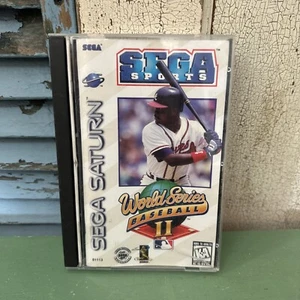 SEGA
SEGA
SPORTS
SEGA SATURN
World Series
BASEBALL
II